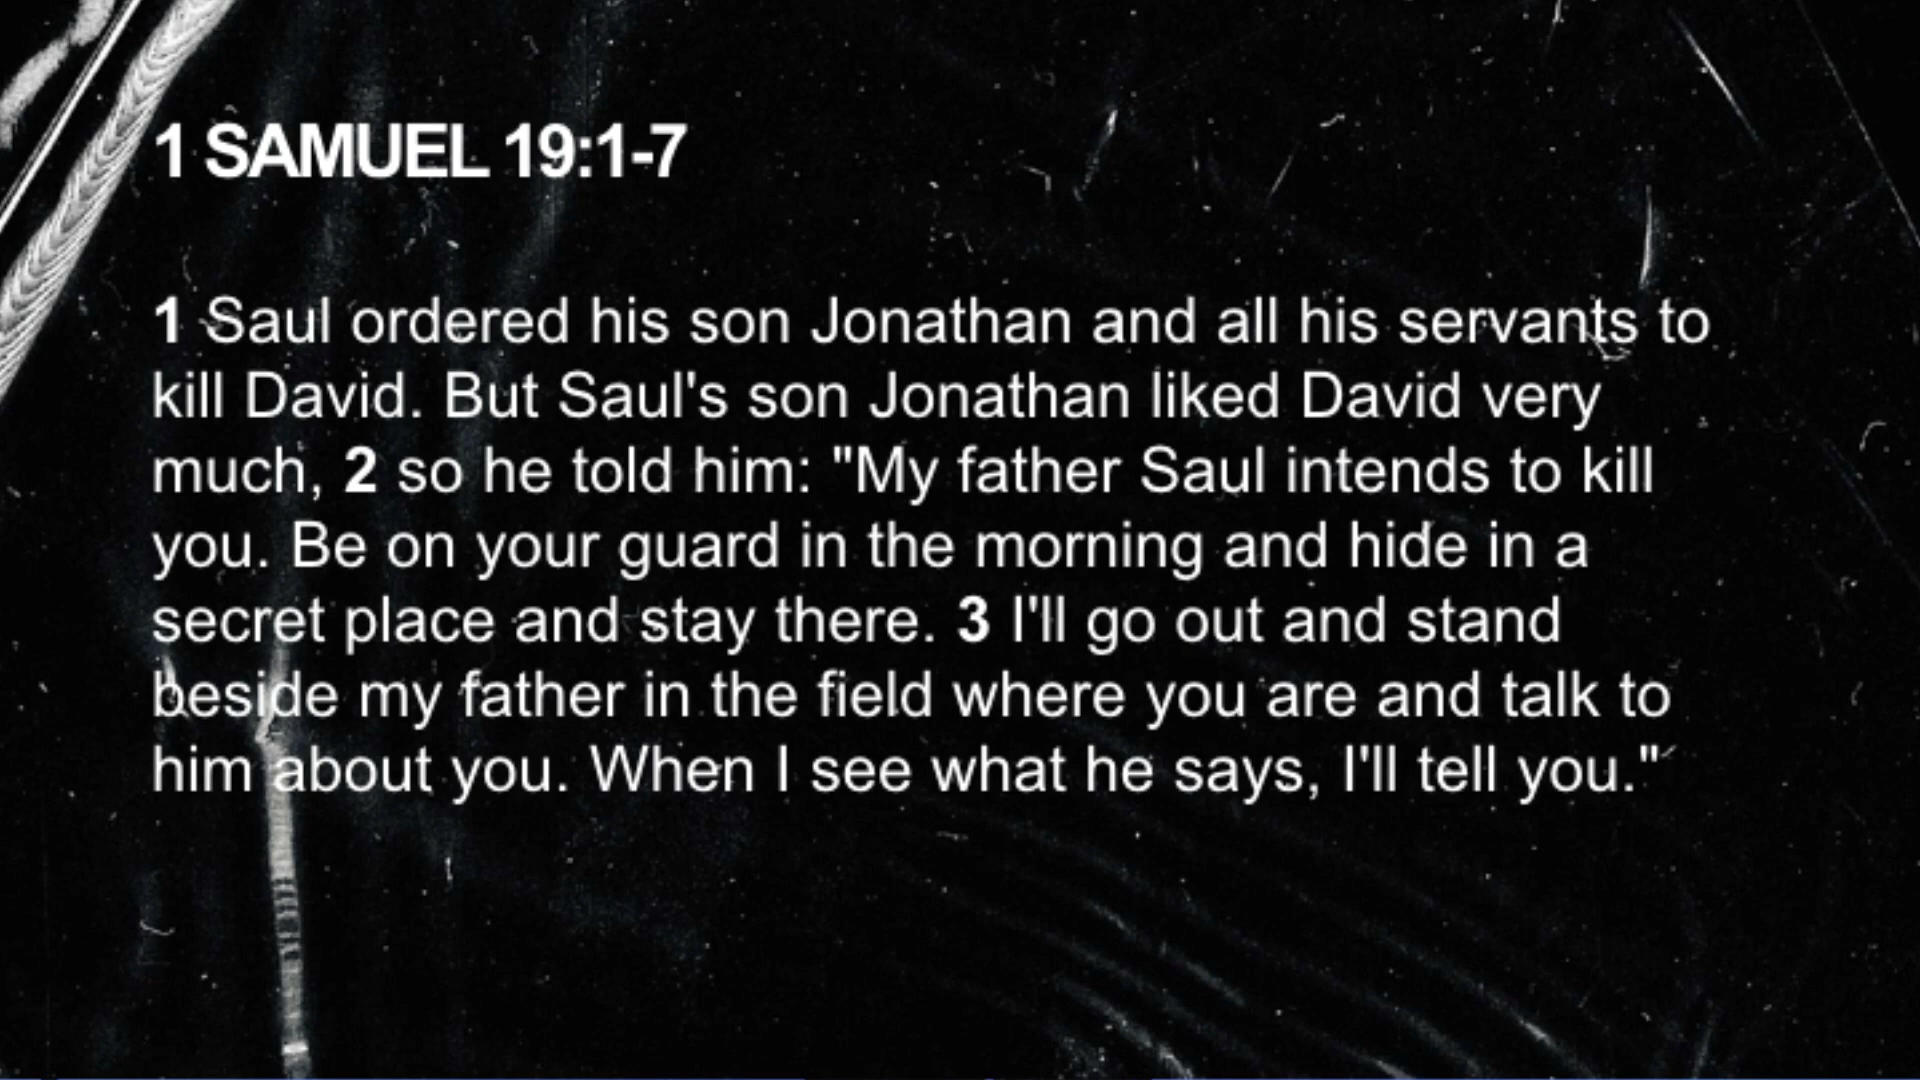 1 SAMUEL 19:1-7
1 Saul ordered his son Jonathan and all his servants to
kill David. But Saul's son Jonathan liked David very
much, 2 so he told him: "My father Saul intends to kill
you. Be on your guard in the morning and hide in a
secret place and stay there. 3 I'll go out and stand
beside my father in the field where you are and talk to
him about you. When I see what he says, I'll tell you."